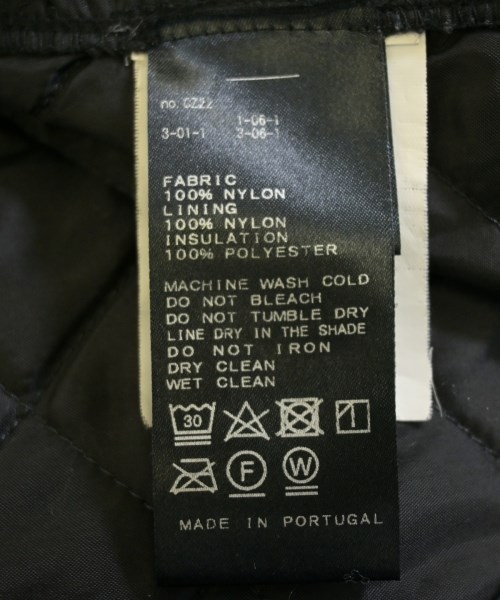 no. CZ22
1-06-1
3-01-1 3-06-1
FABRIC
100% NYLON
LINING
100% NYLON
INSULATION
100% POLYESTER
MACHINE WASH COLD
DO NOT BLEACH
DO NOT TUMBLE DRY
LINE DRY IN THE SHADE
DO NOT IRON
DRY CLEAN
WET CLEAN
30
F W
MADE IN PORTUGAL